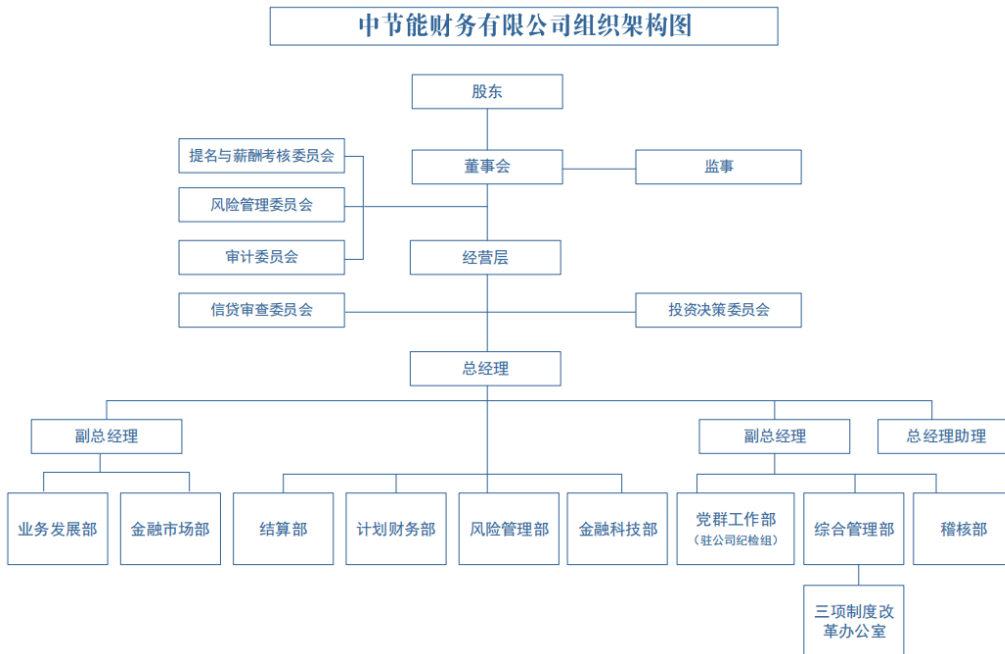 中节能财务有限公司组织架构图
股东
提名与薪酬考核委员会
董事会
监事
风险管理委员会
经营层
审计委员会
信贷审查委员会
投资决策委员会
总经理
副总经理
副总经理
总经理助理
业务发展部
金融市场部
结算部
计划财务部
风险管理部
金融科技部
党群工作部
（驻公司纪检组）
综合管理部
稽核部
三项制度改
革办公室